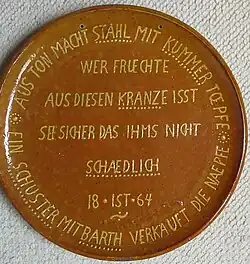 AUS TON MACHT STAHL MIT KUMMER TŒPFE
EIN SCHUSTER MIT BARTH VERKAUFT DIE NAEPFE
WER FRUECHTE
AUS DIESEN KRANZE ISST
SEI SICHER DAS IHMS NICHT
SCHAEDLICH
18 • IST • 64